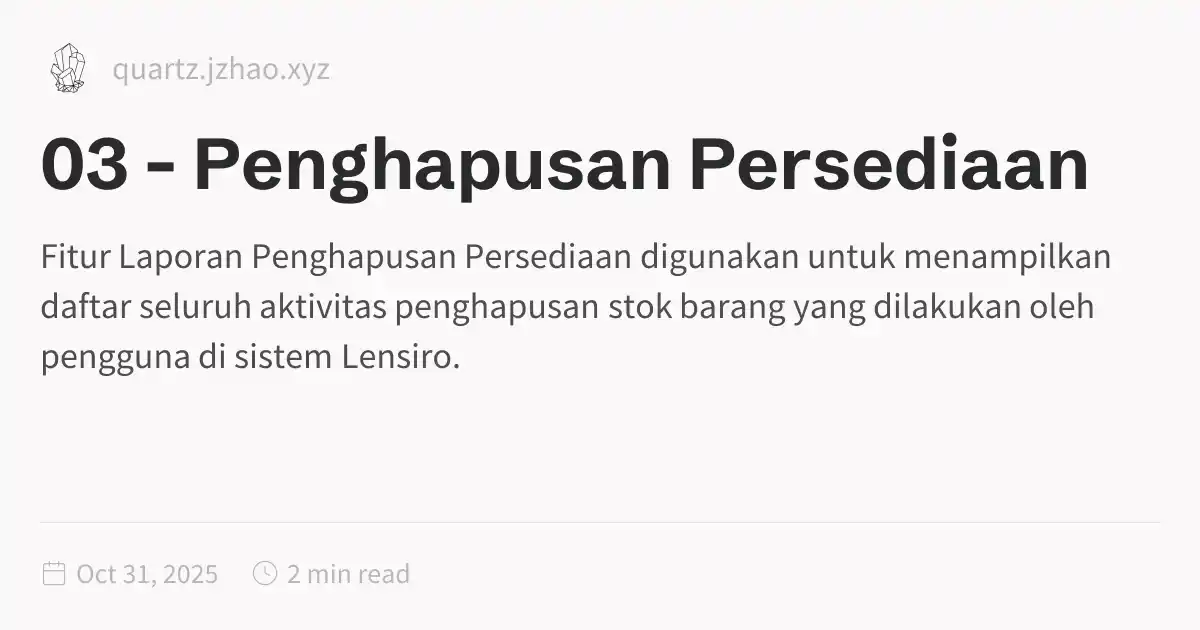 quartz.jzhao.xyz
03 - Penghapusan Persediaan
Fitur Laporan Penghapusan Persediaan digunakan untuk menampilkan
daftar seluruh aktivitas penghapusan stok barang yang dilakukan oleh
pengguna di sistem Lensiro.
Oct 31, 2025 2 min read